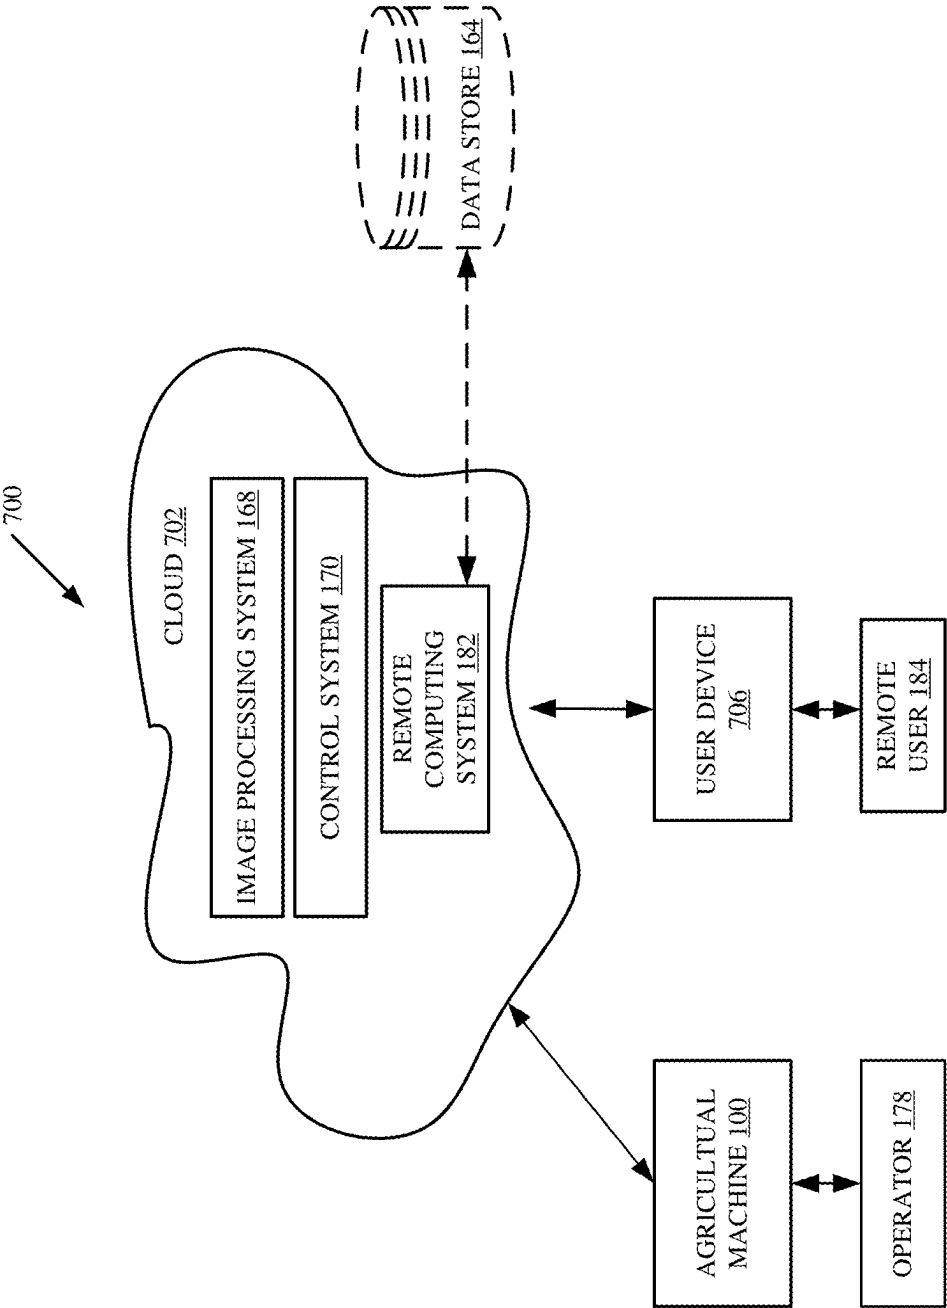 700
CLOUD 702
IMAGE PROCESSING SYSTEM 168
CONTROL SYSTEM 170
REMOTE
COMPUTING
SYSTEM 182
DATA STORE 164
AGRICULTUAL
MACHINE 100
USER DEVICE
706
OPERATOR 178
REMOTE
USER 184